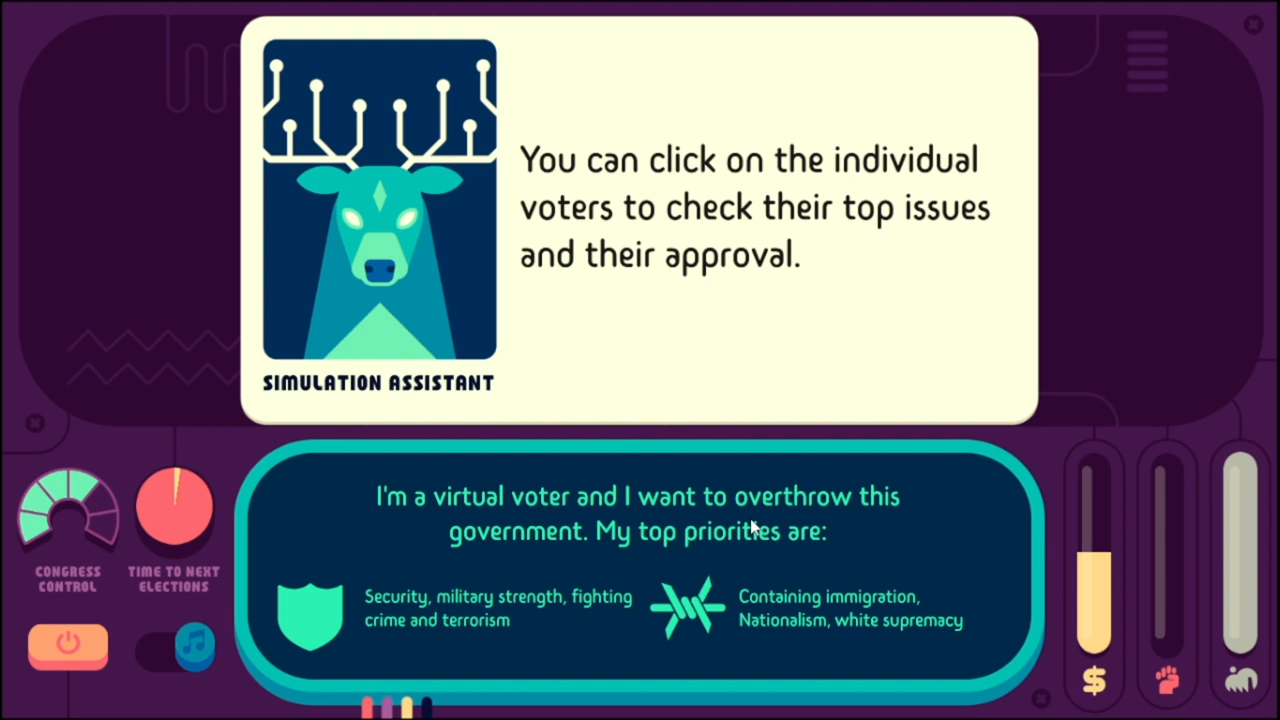 You can click on the individual
voters to check their top issues
and their approval.
SIMULATION ASSISTANT
I'm a virtual voter and I want to overthrow this
government. My top priorities are:
Security, military strength, fighting
crime and terrorism
Containing immigration,
Nationalism, white supremacy
CONGRESS
CONTROL
TIME TO NEXT
ELECTIONS
$